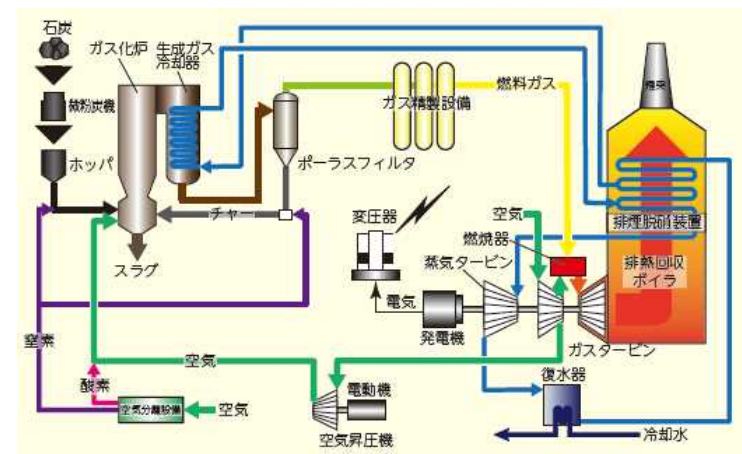 石炭
ガス化炉
生成ガス
冷却器
微粉炭機
ガス精製設備
燃料ガス
煙突
ホッパ
ポーラスフィルタ
チャー
スラグ
変圧器
空気
燃焼器
排煙脱硝装置
蒸気タービン
排熱回収
ボイラ
電気
発電機
ガスタービン
窒素
空気
酸素
復水器
電動機
空気分離設備
空気
空気昇圧機
冷却水